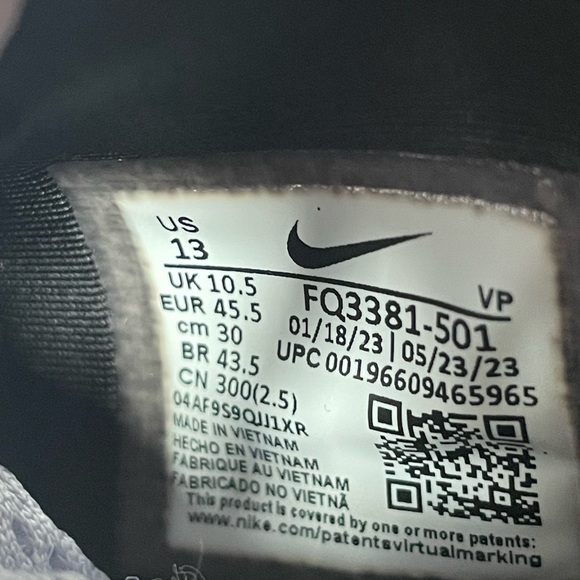 US
13
UK 10.5
EUR 45.5
cm 30
BR 43.5
CN 300(2.5)
VP
FQ3381-501
01/18/23 | 05/23/23
UPC 00196609465965
04AF9S9QJJ1XR
MADE IN VIETNAM
HECHO EN VIETNAM
FABRIQUE AU VIETNAM
FABRICADO NO VIETNÃ
This product is covered by one or more patents:
www.nike.com/patentsvirtualmarking